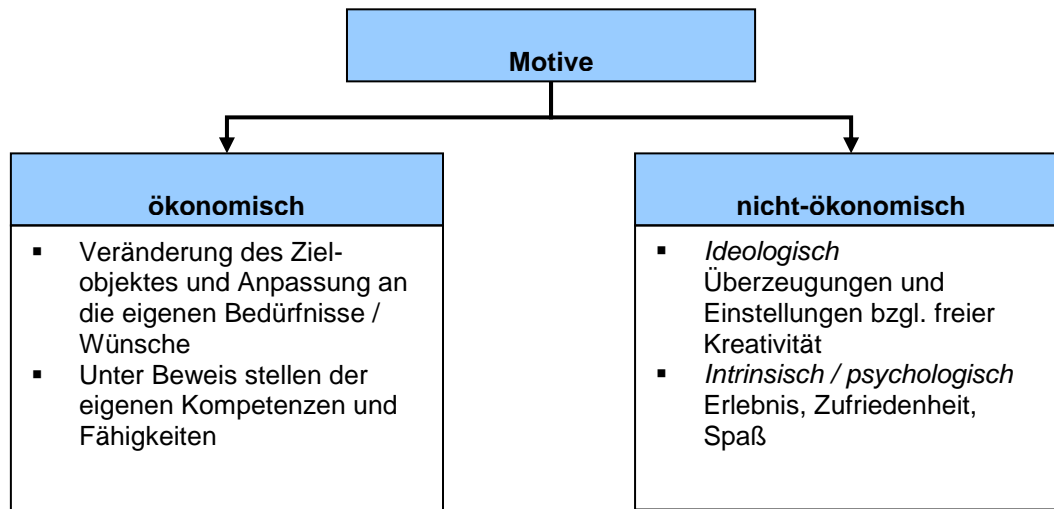 Motive
ökonomisch
▪ Veränderung des Ziel-
objektes und Anpassung an
die eigenen Bedürfnisse /
Wünsche
▪ Unter Beweis stellen der
eigenen Kompetenzen und
Fähigkeiten
nicht-ökonomisch
▪ Ideologisch
Überzeugungen und
Einstellungen bzgl. freier
Kreativität
▪ Intrinsisch / psychologisch
Erlebnis, Zufriedenheit,
Spaß